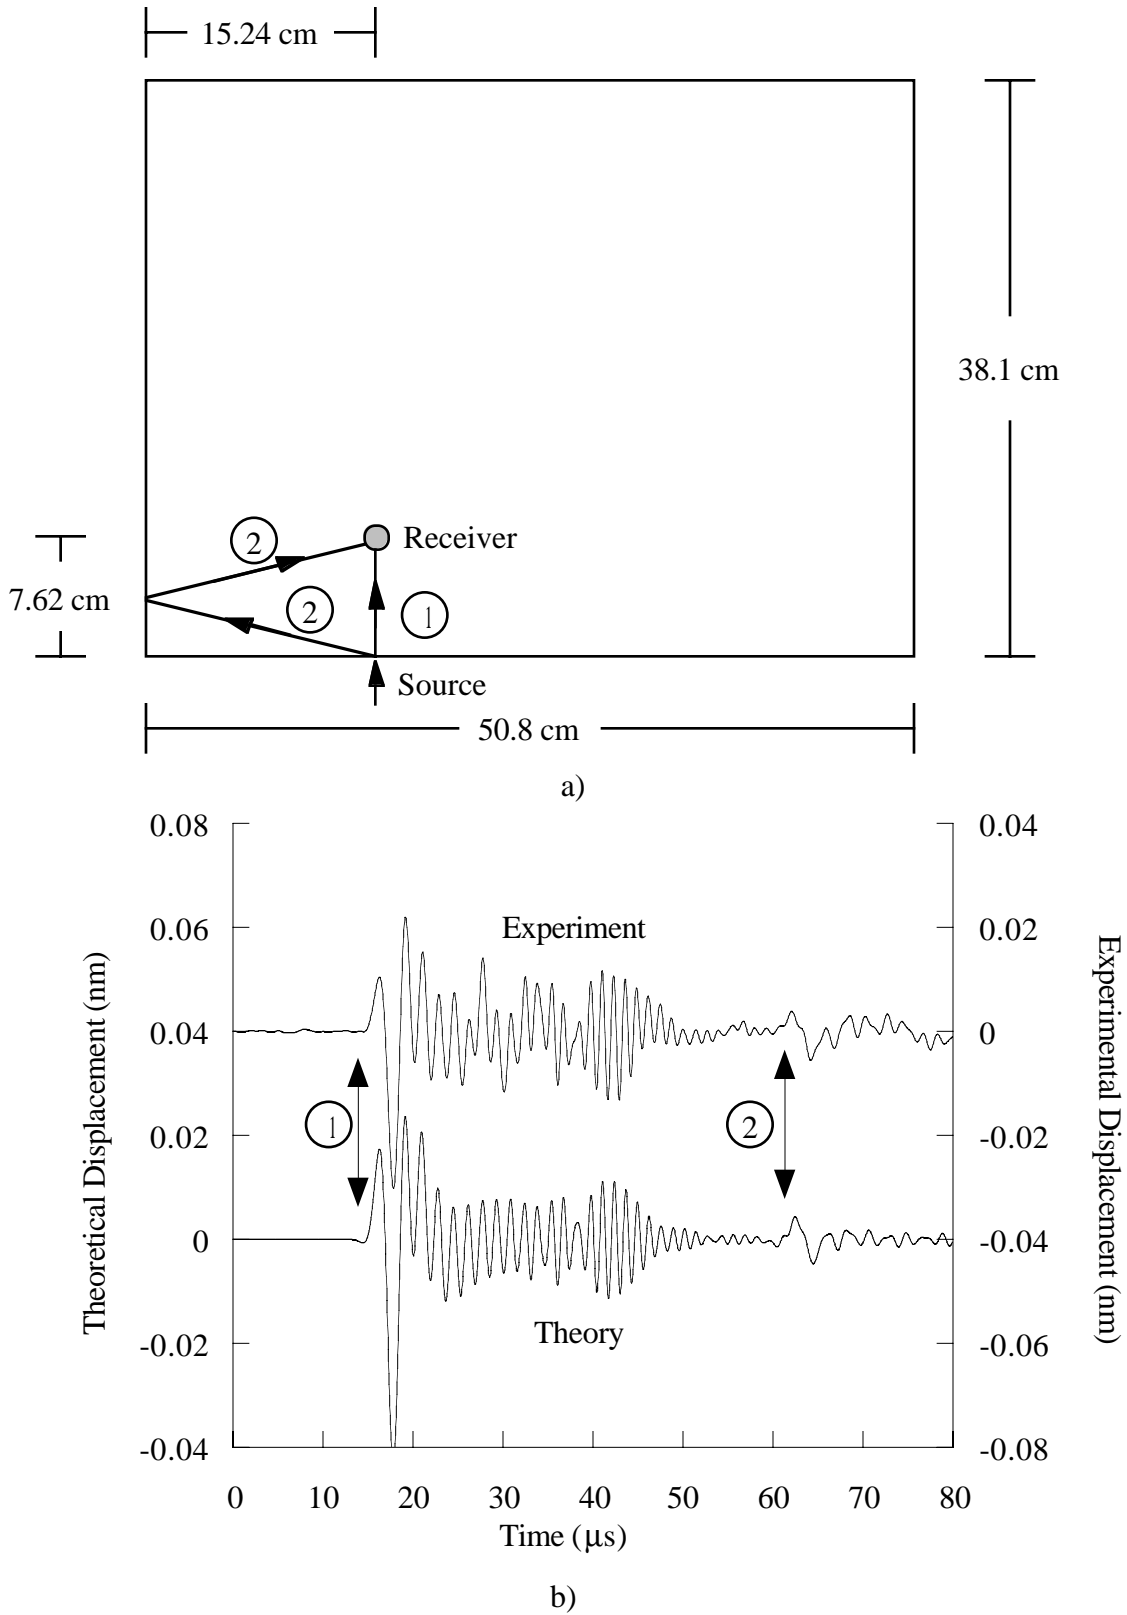 15.24 cm
38.1 cm
2
Receiver
7.62 cm
2
1
Source
50.8 cm
a)
0.08
0.04
0.06
Experiment
0.02
0.04
0
1
2
0.02
-0.02
0
-0.04
Theory
-0.02
-0.06
-0.04
-0.08
Theoretical Displacement (nm)
Experimental Displacement (nm)
0 10 20 30 40 50 60 70 80
Time (μs)
b)